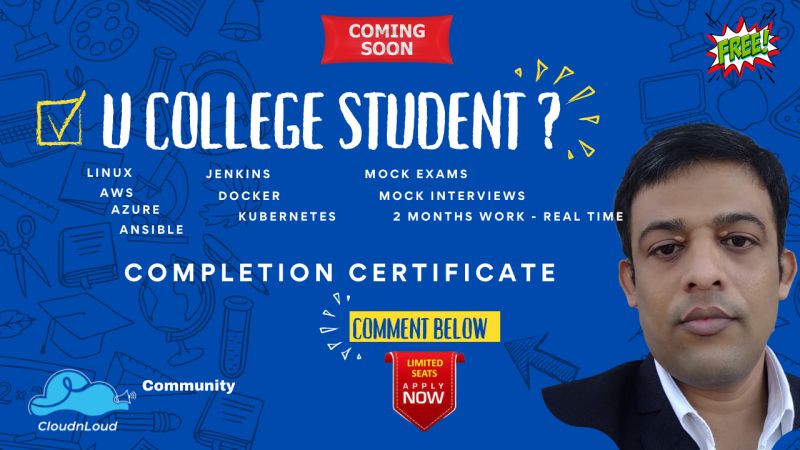 COMING
SOON
FREE!
U COLLEGE STUDENT ?
LINUX
AWS
AZURE
ANSIBLE
JENKINS
DOCKER
KUBERNETES
MOCK EXAMS
MOCK INTERVIEWS
2 MONTHS WORK - REAL TIME
COMPLETION CERTIFICATE
COMMENT BELOW
LIMITED
SEATS
APPLY
NOW
Community
CloudnLoud